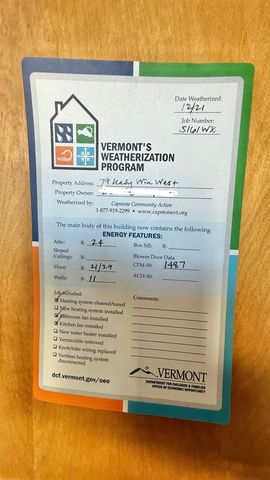 Date Weatherized:
12/21
Job Number:
5161WX
VERMONT'S
WEATHERIZATION
PROGRAM
Property Address: 79 Katy Win West
Property Owner:
Weatherized by: Capstone Community Action
1-877-919-2299 • www.capstonevt.org
The main body of this building now contains the following
ENERGY FEATURES:
Attic: R- 24 Box Sill: R-
Sloped
Ceilings: R- Blower Door Data
Floor: R- 21/29 CFM-50: 1487
Walls: R- 11 ACH-50:
Job Included: Comments:
Heating system cleaned/tuned
New heating system installed
Bathroom fan installed
Kitchen fan installed
New water heater installed
Vermiculite removed
Knob/tube wiring replaced
Ventless heating system
disconnected
dcf.vermont.gov/oeo
VERMONT
DEPARTMENT FOR CHILDREN & FAMILIES
OFFICE OF ECONOMIC OPPORTUNITY